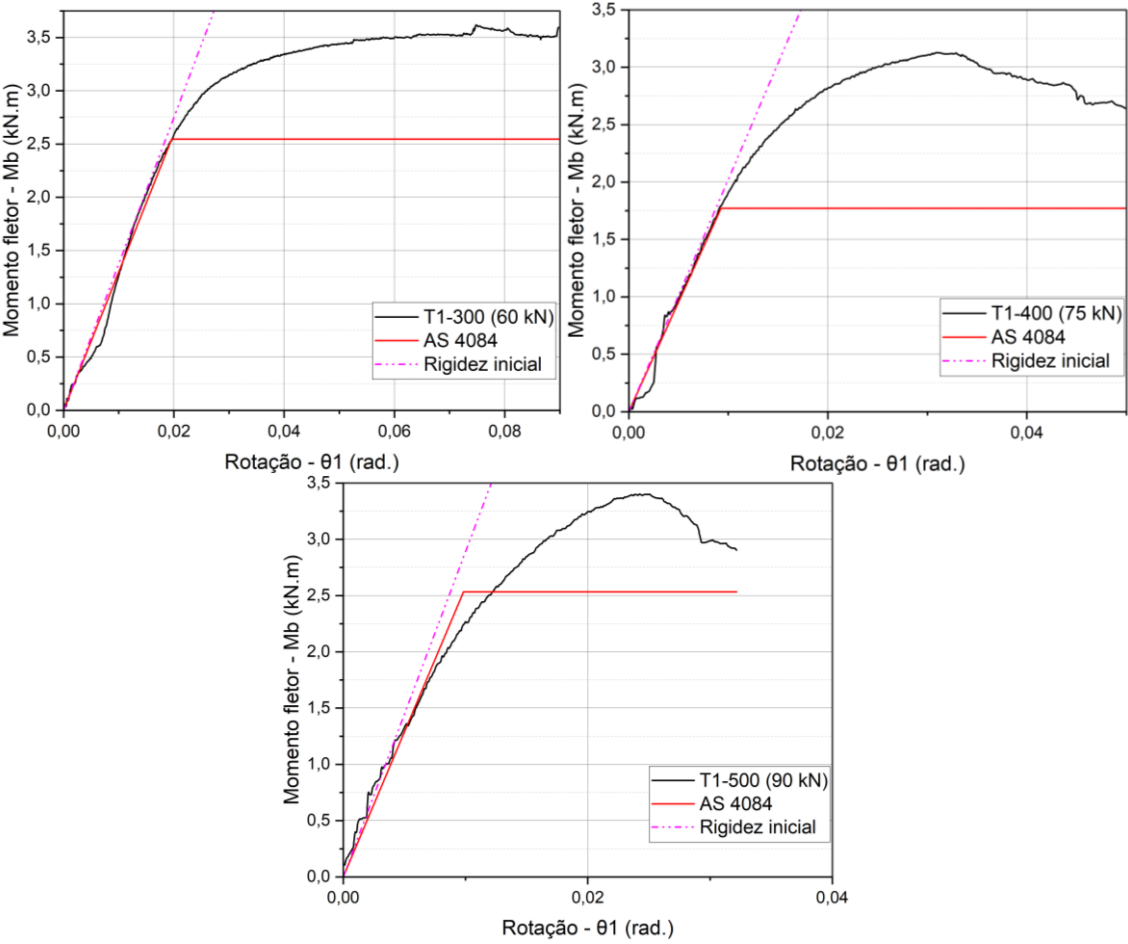 Momento fletor - Mb (kN.m)
3,5
3,0
2,5
2,0
1,5
1,0
0,5
0,0
0,00
0,02
0,04
0,06
0,08
Rotação - θ1 (rad.)
T1-300 (60 kN)
AS 4084
Rigidez inicial
Momento fletor - Mb (kN.m)
3,5
3,0
2,5
2,0
1,5
1,0
0,5
0,0
0,00
0,02
0,04
Rotação - θ1 (rad.)
T1-400 (75 kN)
AS 4084
Rigidez inicial
Momento fletor - Mb (kN.m)
3,5
3,0
2,5
2,0
1,5
1,0
0,5
0,0
0,00
0,02
0,04
Rotação - θ1 (rad.)
T1-500 (90 kN)
AS 4084
Rigidez inicial